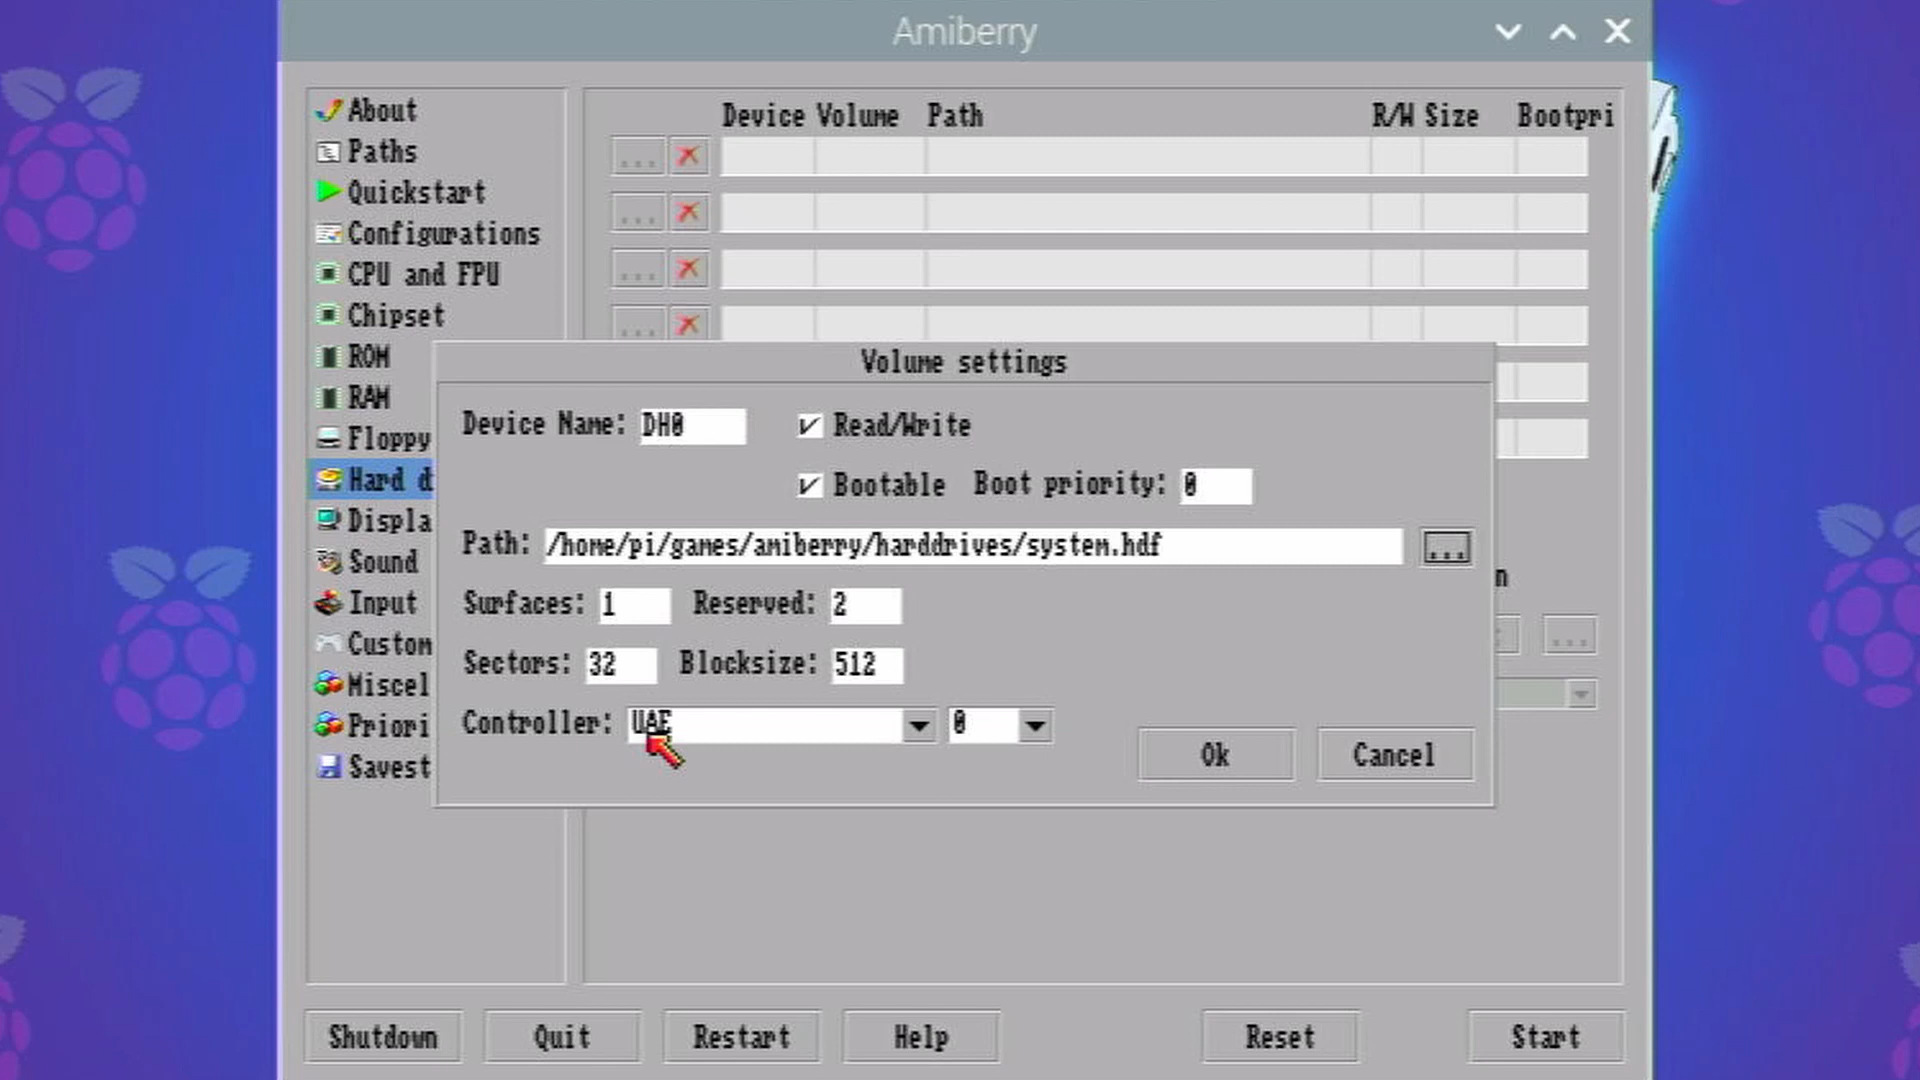 Amiberry
About
Paths
Quickstart
Configurations
CPU and FPU
Chipset
ROM
RAM
Floppy
Hard d
Displa
Sound
Input
Custom
Miscel
Priori
Savest
Device Volume Path R/W Size Bootpri
... 
...
...
...
Volume settings
Device Name: DH0 Read/Write
Bootable Boot priority: 0
Path: /home/pi/games/amiberry/harddrives/system.hdf ...
Surfaces: 1 Reserved: 2
Sectors: 32 Blocksize: 512
Controller: UAE 0
Ok Cancel
n
...
Shutdown Quit Restart Help Reset Start